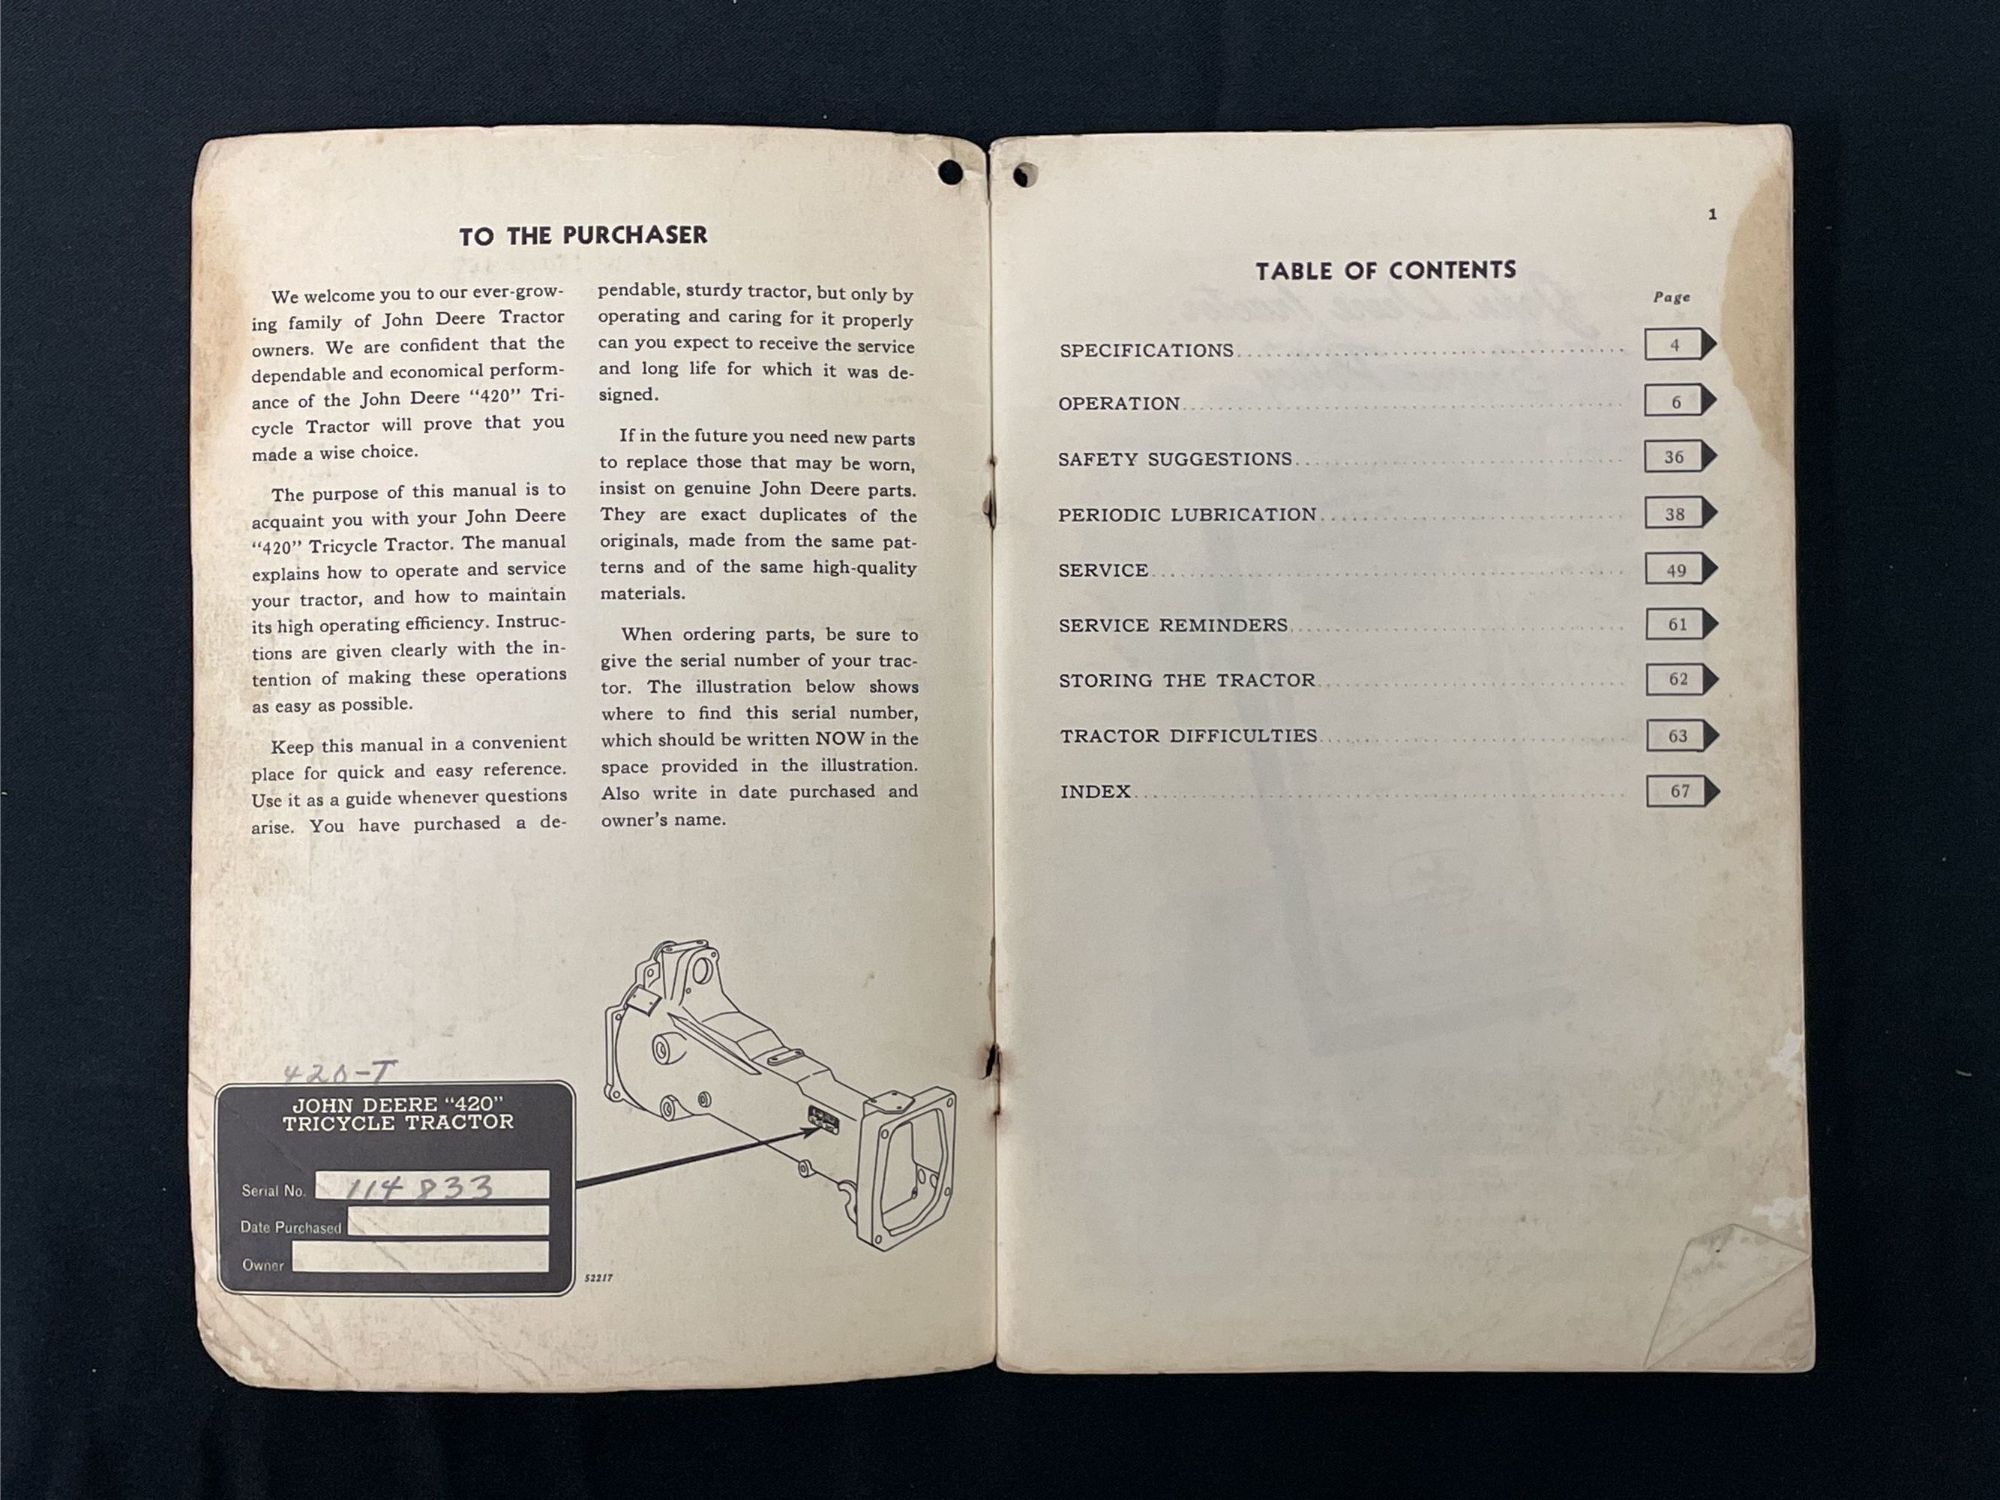 TO THE PURCHASER
We welcome you to our ever-grow-
ing family of John Deere Tractor
owners. We are confident that the
dependable and economical perform-
ance of the John Deere "420" Tri-
cycle Tractor will prove that you
made a wise choice.
The purpose of this manual is to
acquaint you with your John Deere
"420" Tricycle Tractor. The manual
explains how to operate and service
your tractor, and how to maintain
its high operating efficiency. Instruc-
tions are given clearly with the in-
tention of making these operations
as easy as possible.
Keep this manual in a convenient
place for quick and easy reference.
Use it as a guide whenever questions
arise. You have purchased a de-
pendable, sturdy tractor, but only by
operating and caring for it properly
can you expect to receive the service
and long life for which it was de-
signed.
If in the future you need new parts
to replace those that may be worn,
insist on genuine John Deere parts.
They are exact duplicates of the
originals, made from the same pat-
terns and of the same high-quality
materials.
When ordering parts, be sure to
give the serial number of your trac-
tor. The illustration below shows
where to find this serial number,
which should be written NOW in the
space provided in the illustration.
Also write in date purchased and
owner's name.
420-T
JOHN DEERE "420"
TRICYCLE TRACTOR
Serial No. 114833
Date Purchased
Owner
52217
1
TABLE OF CONTENTS
Page
SPECIFICATIONS 4
OPERATION 6
SAFETY SUGGESTIONS 36
PERIODIC LUBRICATION 38
SERVICE 49
SERVICE REMINDERS 61
STORING THE TRACTOR 62
TRACTOR DIFFICULTIES 63
INDEX 67